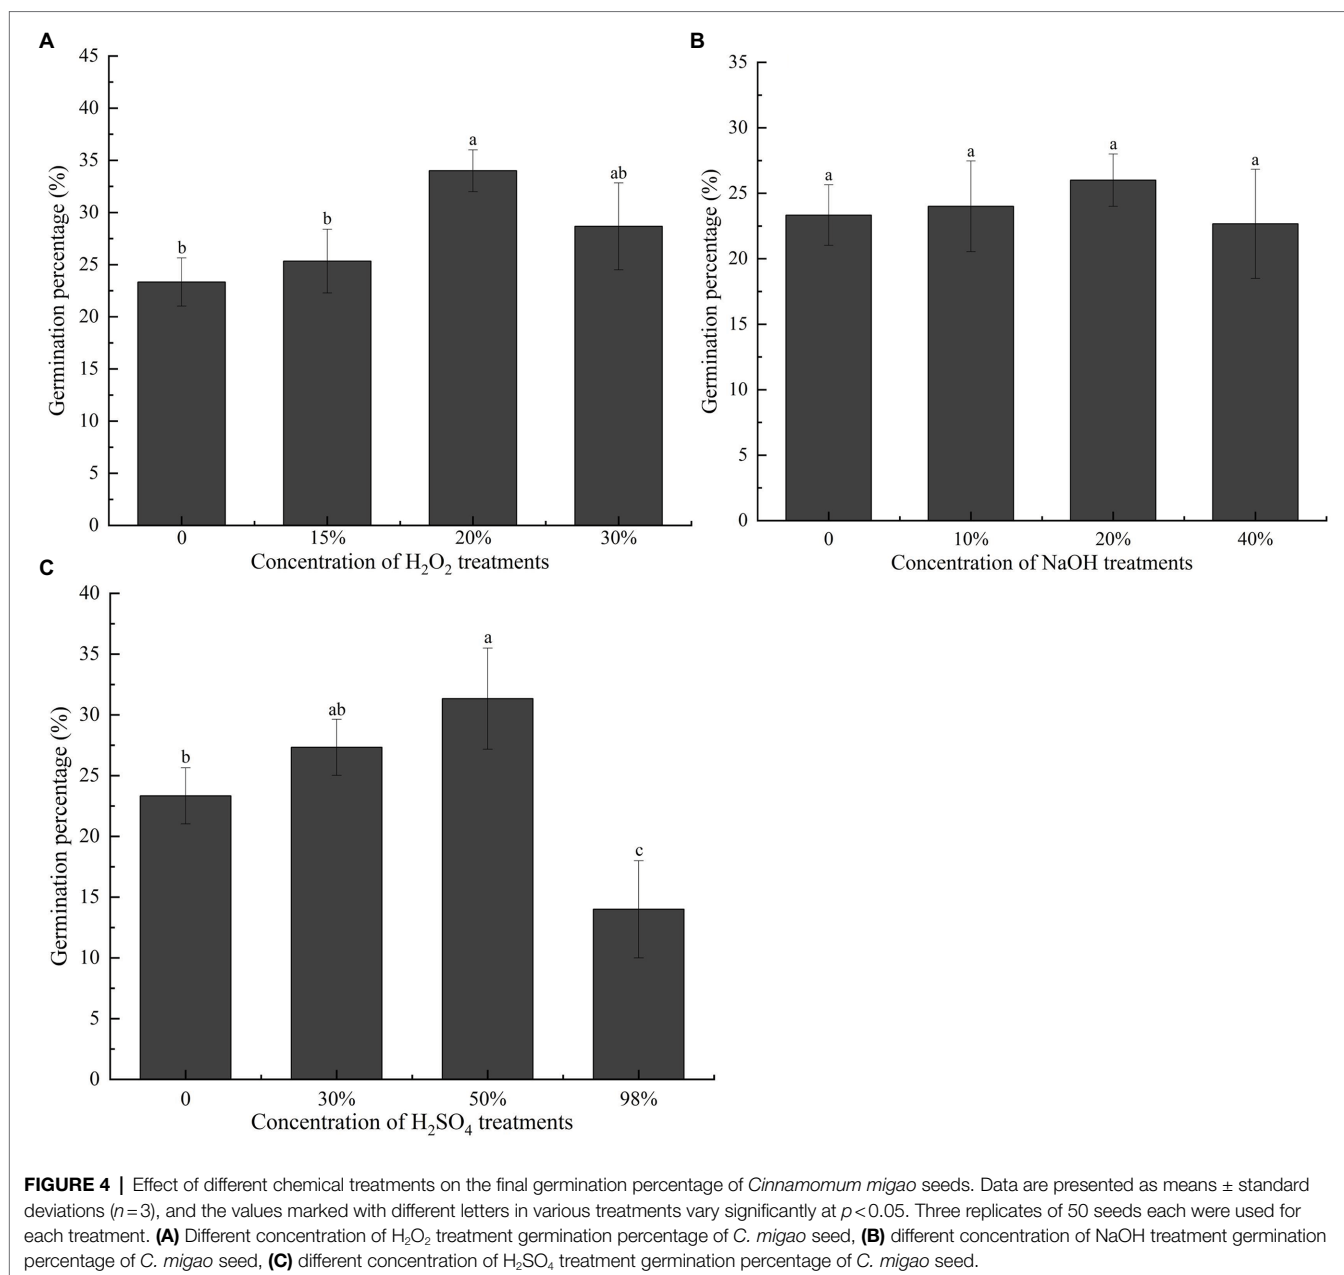 A
45
40
35
30
25
20
15
10
5
0
Germination percentage (%)
b
b
a
ab
0 15% 20% 30%
Concentration of H₂O₂ treatments
B
35
30
25
20
15
10
5
0
Germination percentage (%)
a
a
a
a
0 10% 20% 40%
Concentration of NaOH treatments
C
40
35
30
25
20
15
10
5
0
Germination percentage (%)
b
ab
a
c
0 30% 50% 98%
Concentration of H₂SO₄ treatments
FIGURE 4 | Effect of different chemical treatments on the final germination percentage of Cinnamomum migao seeds. Data are presented as means ± standard
deviations (n=3), and the values marked with different letters in various treatments vary significantly at p<0.05. Three replicates of 50 seeds each were used for
each treatment. (A) Different concentration of H₂O₂ treatment germination percentage of C. migao seed, (B) different concentration of NaOH treatment germination
percentage of C. migao seed, (C) different concentration of H₂SO₄ treatment germination percentage of C. migao seed.